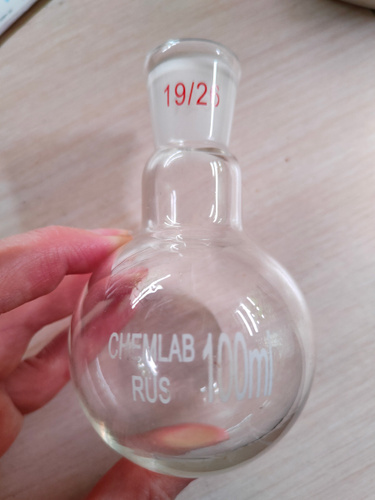 19/26
CHEMLAB
RUS
100ml